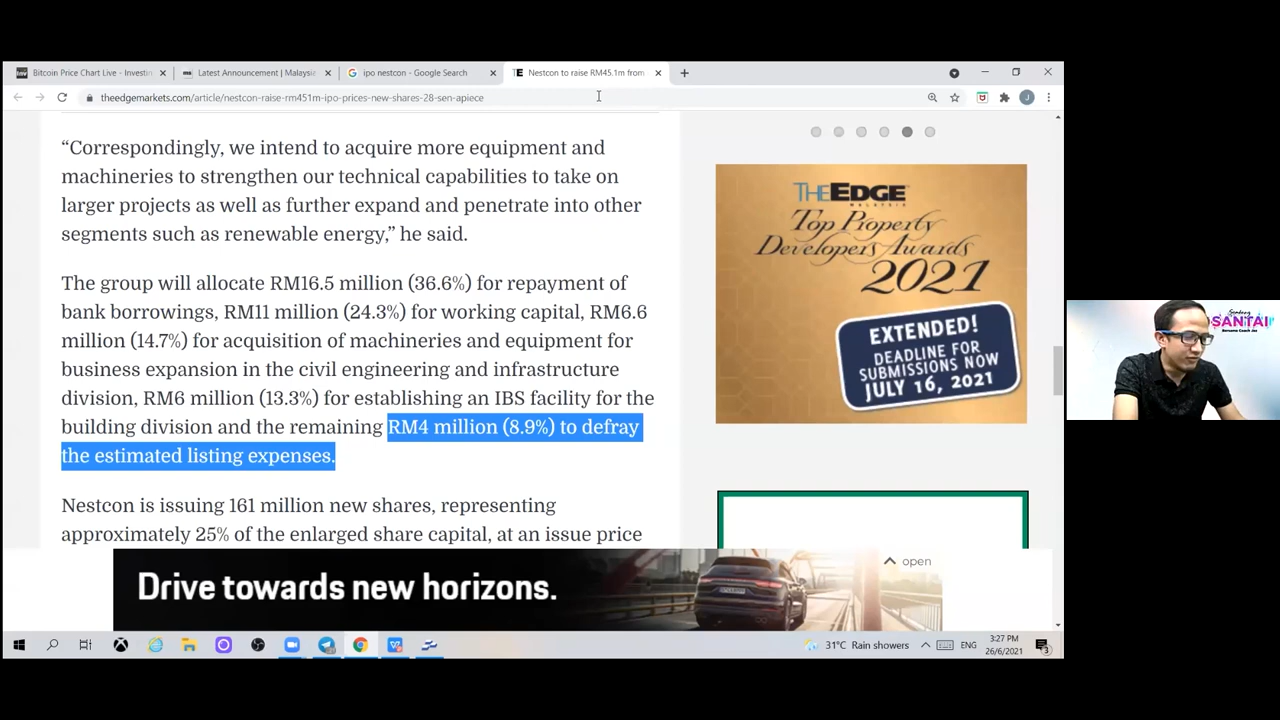 Bitcoin Price Chart Live - Investin
Latest Announcement | Malaysia
ipo nestcon - Google Search
Nestcon to raise RM45.1m from
theedgemarkets.com/article/nestcon-raise-rm451m-ipo-prices-new-shares-28-sen-apiece
“Correspondingly, we intend to acquire more equipment and
machineries to strengthen our technical capabilities to take on
larger projects as well as further expand and penetrate into other
segments such as renewable energy,” he said.
The group will allocate RM16.5 million (36.6%) for repayment of
bank borrowings, RM11 million (24.3%) for working capital, RM6.6
million (14.7%) for acquisition of machineries and equipment for
business expansion in the civil engineering and infrastructure
division, RM6 million (13.3%) for establishing an IBS facility for the
building division and the remaining RM4 million (8.9%) to defray
the estimated listing expenses.
Nestcon is issuing 161 million new shares, representing
approximately 25% of the enlarged share capital, at an issue price
THE EDGE
MALAYSIA
Top Property
Developers Awards
2021
EXTENDED!
DEADLINE FOR
SUBMISSIONS NOW
JULY 16, 2021
Drive towards new horizons.
open
SANTAI
31°C Rain showers
ENG
3:27 PM
26/6/2021